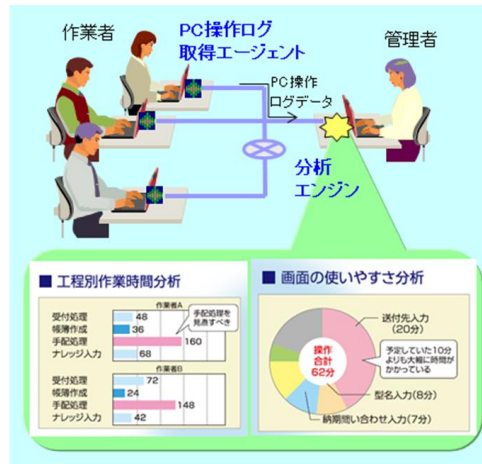 作業者
PC操作ログ
取得エージェント
管理者
PC操作
ログデータ
分析
エンジン
■ 工程別作業時間分析
作業者A
受付処理 48
帳簿作成 36
手配処理 160
ナレッジ入力 68
手配処理を
見直すべき
作業者B
受付処理 72
帳簿作成 24
手配処理 148
ナレッジ入力 42
■ 画面の使いやすさ分析
送付先入力
(20分)
操作
合計
62分
予定していた10分
よりも大幅に時間が
かかっている
型名入力(8分)
納期問い合わせ入力(7分)